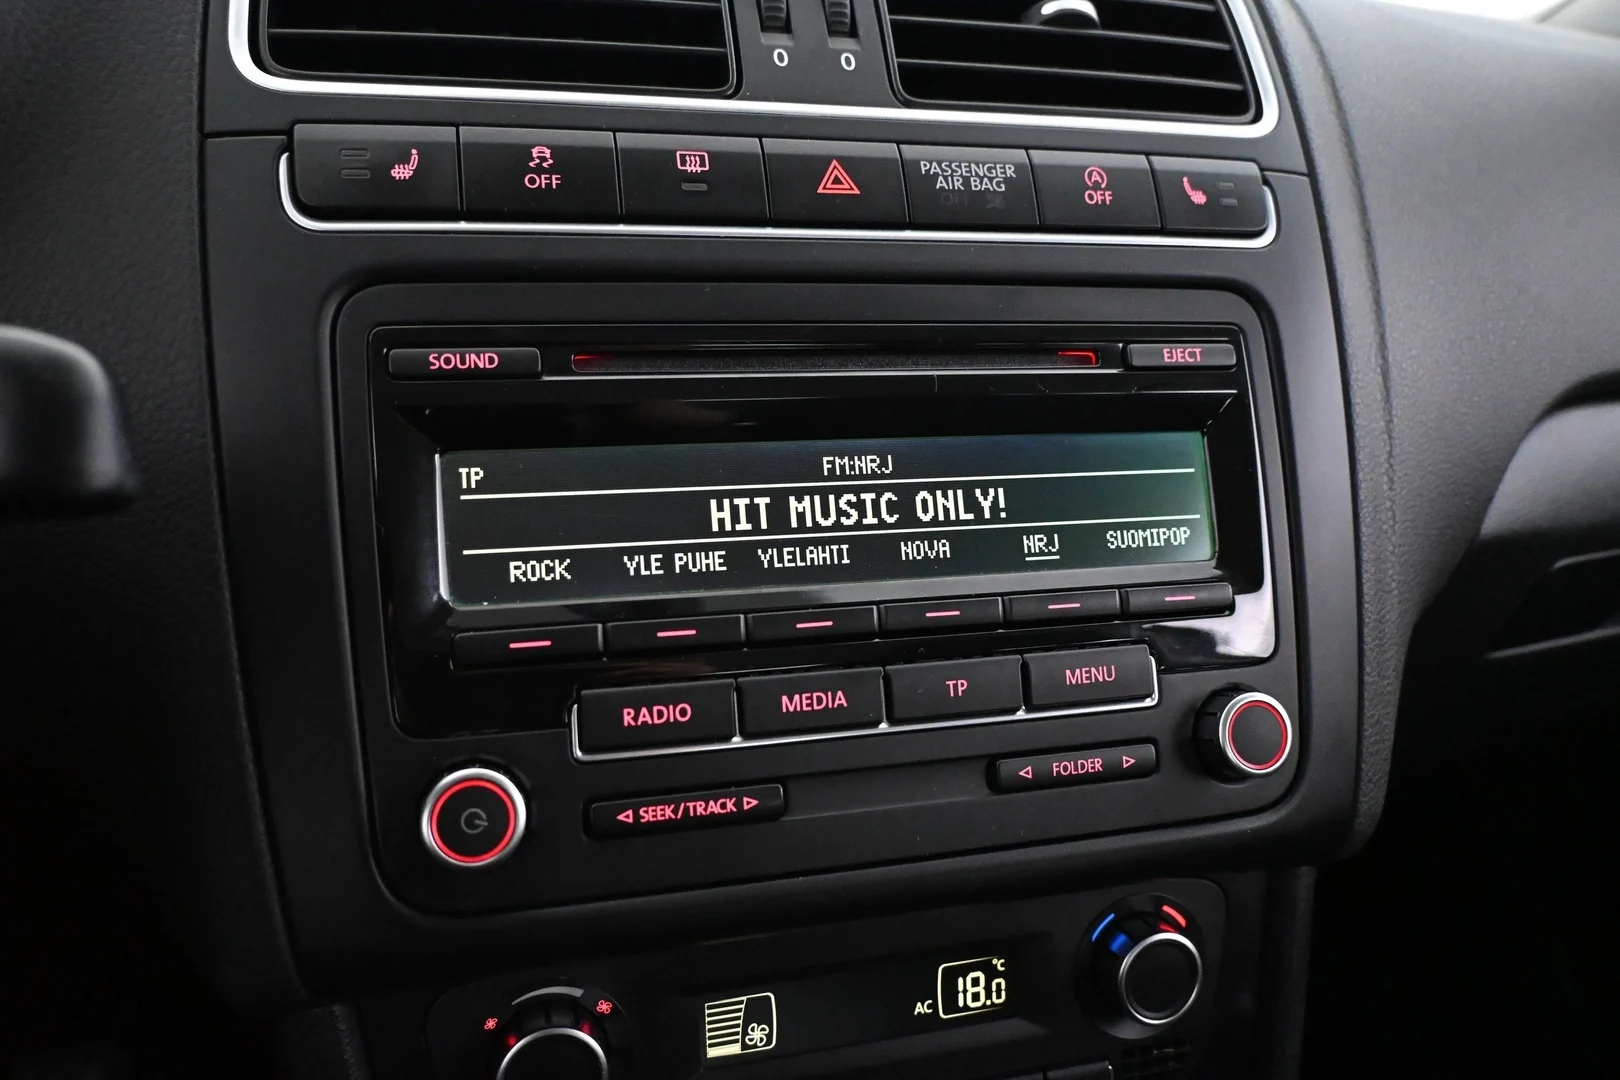 0 0
OFF
PASSENGER
AIR BAG
OFF
OFF
SOUND
EJECT
TP
FM:NRJ
HIT MUSIC ONLY!
ROCK YLE PUHE YLELAHTI NOVA NRJ SUOMIPOP
RADIO MEDIA TP MENU
SEEK/TRACK
FOLDER
AC 18.0 °C